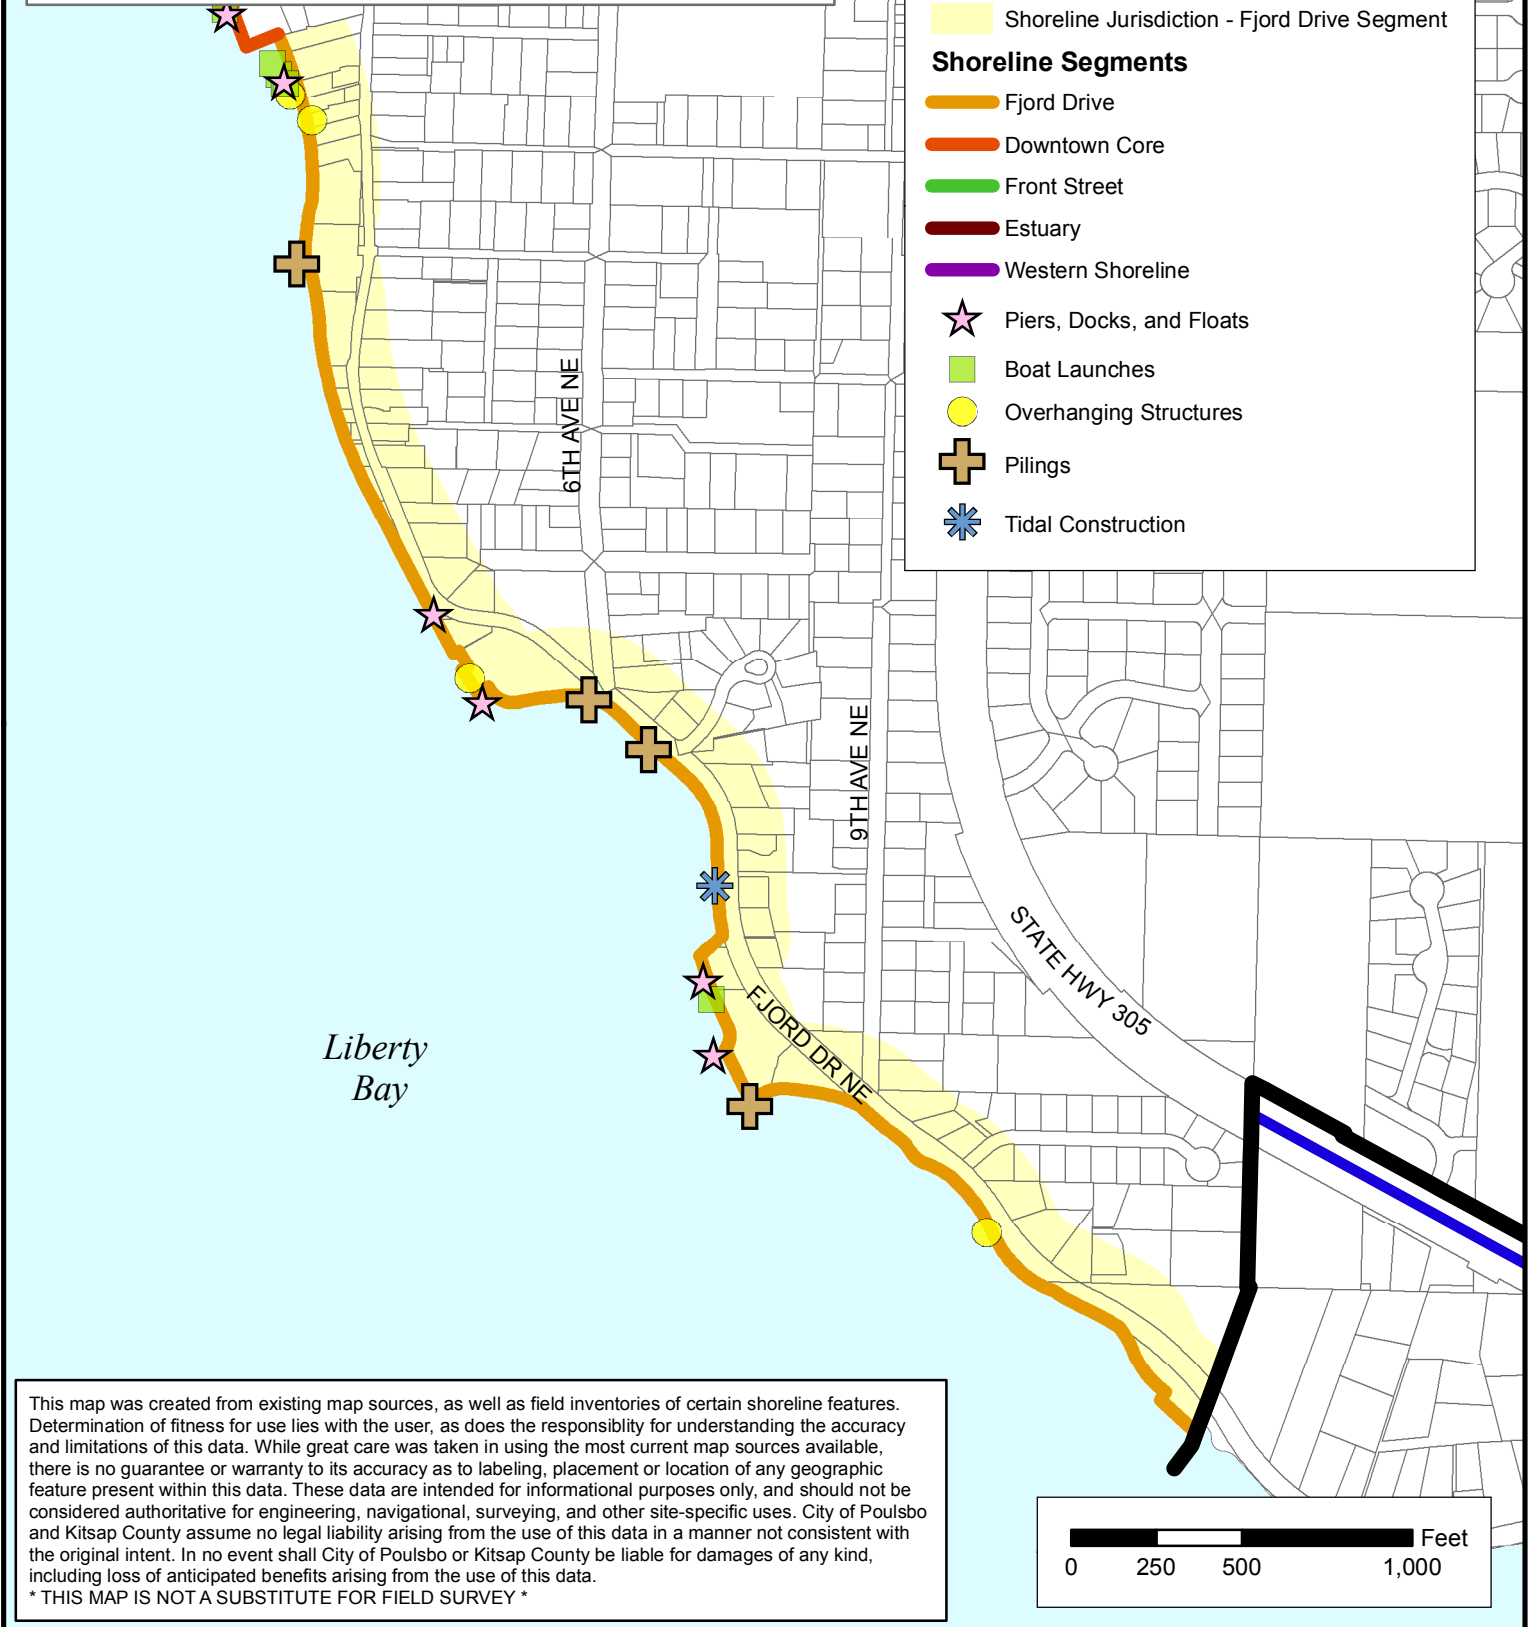 Shoreline Jurisdiction - Fjord Drive Segment
Shoreline Segments
Fjord Drive
Downtown Core
Front Street
Estuary
Western Shoreline
Piers, Docks, and Floats
Boat Launches
Overhanging Structures
Pilings
Tidal Construction
6TH AVE NE
9TH AVE NE
STATE HWY 305
FJORD DR NE
Liberty
Bay
This map was created from existing map sources, as well as field inventories of certain shoreline features.
Determination of fitness for use lies with the user, as does the responsiblity for understanding the accuracy
and limitations of this data. While great care was taken in using the most current map sources available,
there is no guarantee or warranty to its accuracy as to labeling, placement or location of any geographic
feature present within this data. These data are intended for informational purposes only, and should not be
considered authoritative for engineering, navigational, surveying, and other site-specific uses. City of Poulsbo
and Kitsap County assume no legal liability arising from the use of this data in a manner not consistent with
the original intent. In no event shall City of Poulsbo or Kitsap County be liable for damages of any kind,
including loss of anticipated benefits arising from the use of this data.
* THIS MAP IS NOT A SUBSTITUTE FOR FIELD SURVEY *
Feet
0 250 500 1,000